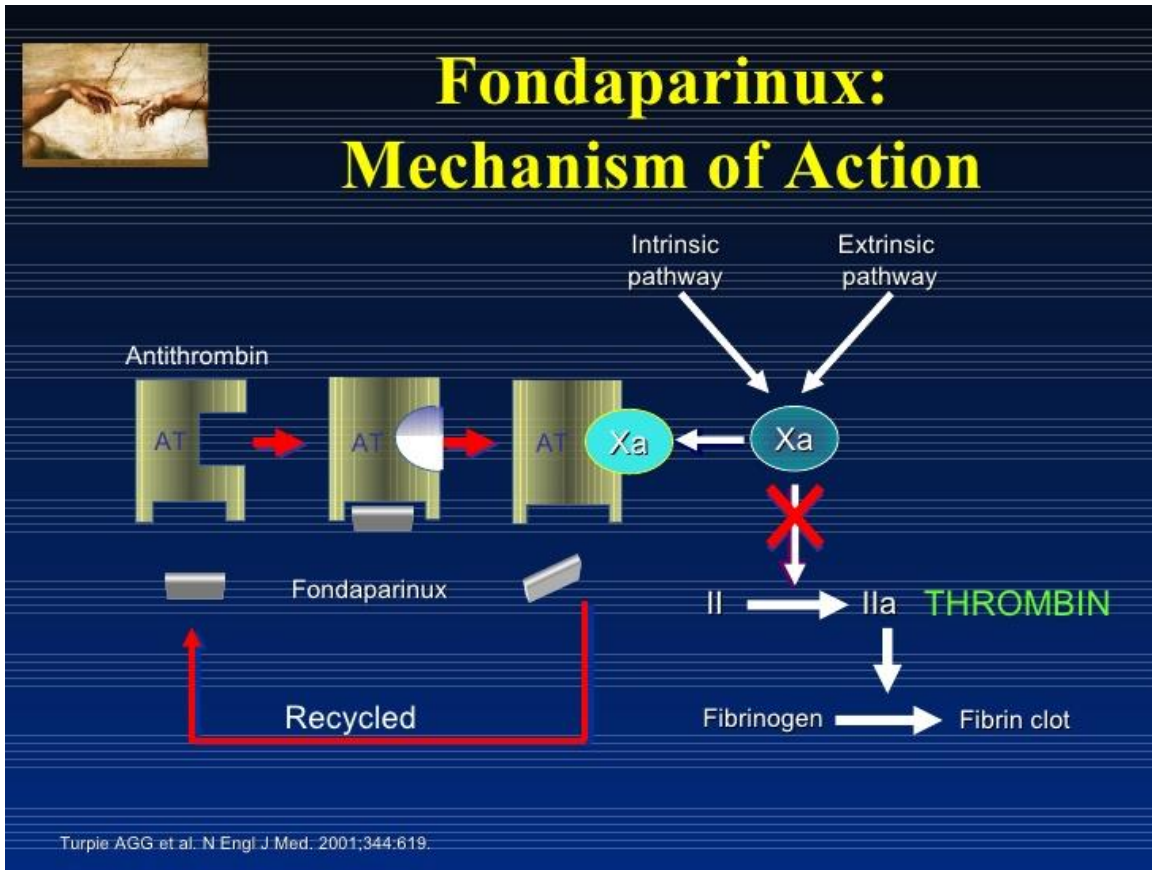 Fondaparinux:
Mechanism of Action
Intrinsic
pathway
Extrinsic
pathway
Antithrombin
AT
AT
AT
Xa
Xa
Fondaparinux
II
IIa
THROMBIN
Recycled
Fibrinogen
Fibrin clot
Turpie AGG et al. N Engl J Med. 2001;344:619.